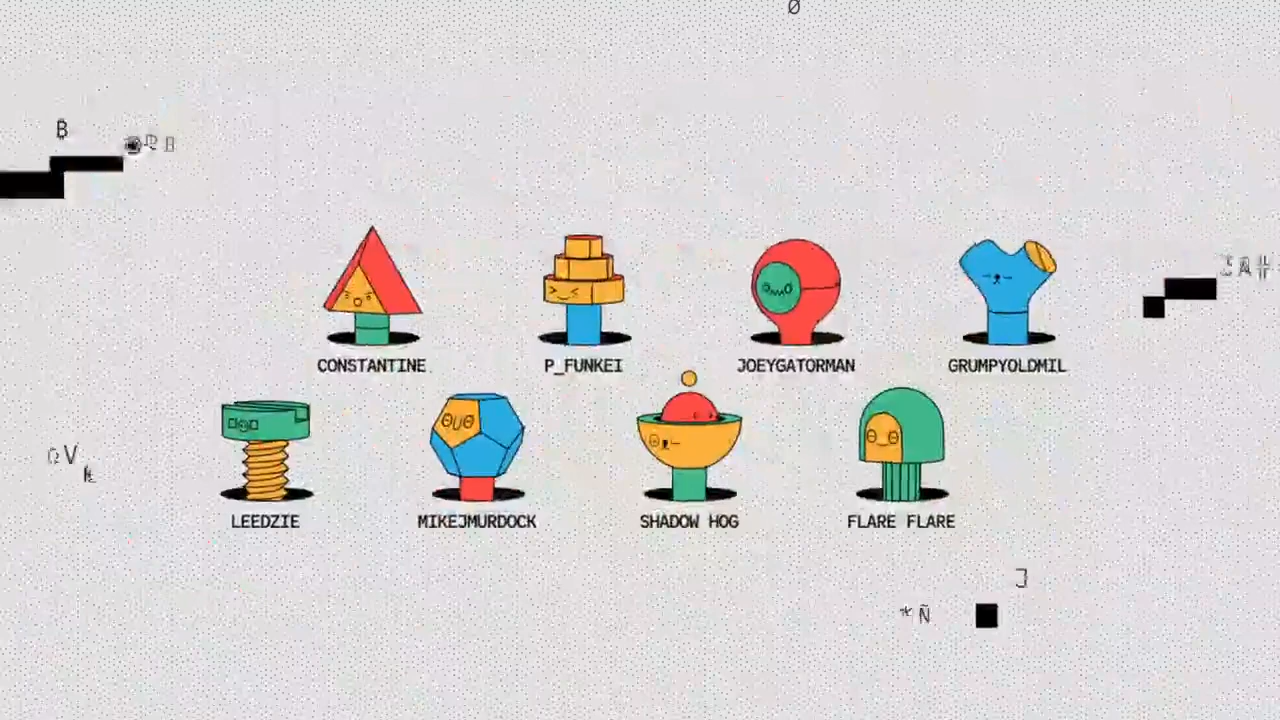 Ø
B
CONSTANTINE P_FUNKEI JOEYGATORMAN GRUMPYOLDMIL
V
LEEDZIE MIKEJMURDOCK SHADOW HOG FLARE FLARE
* Ñ